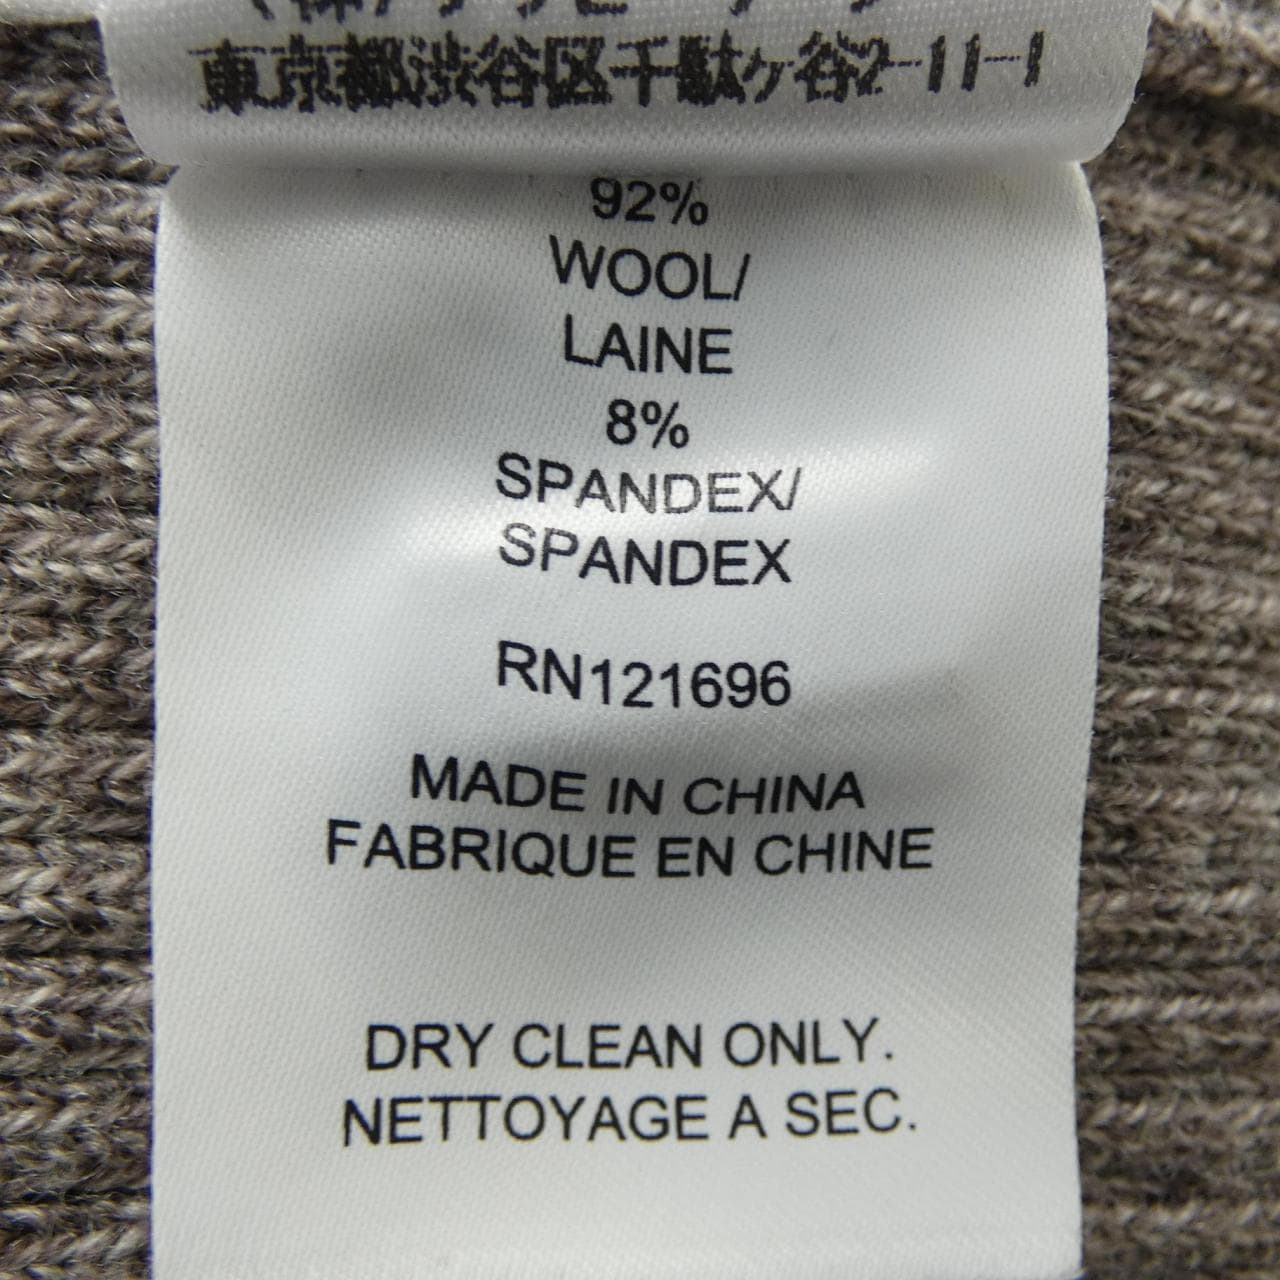 東京都渋谷区千駄ヶ谷2-11-1
92%
WOOL/
LAINE
8%
SPANDEX/
SPANDEX
RN121696
MADE IN CHINA
FABRIQUE EN CHINE
DRY CLEAN ONLY.
NETTOYAGE A SEC.